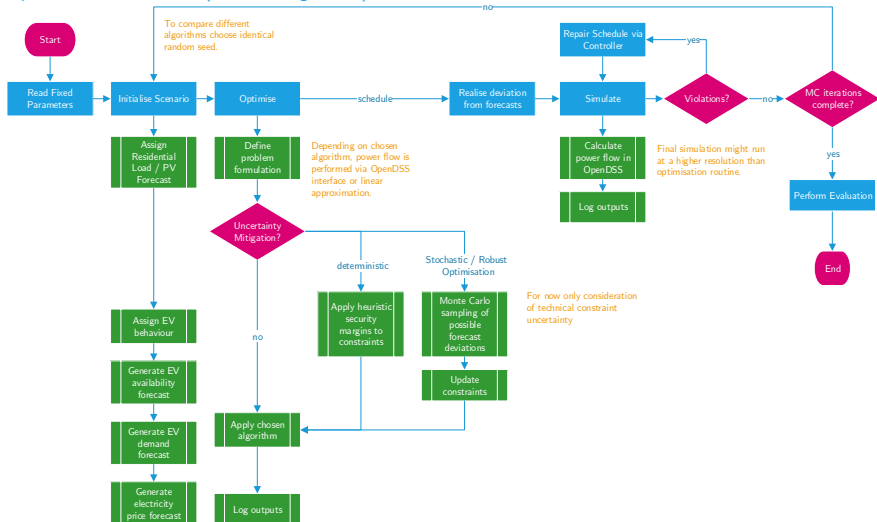 no
To compare different
algorithms choose identical
random seed.
Start
Repair Schedule via
Controller
yes
Read Fixed
Parameters
Initialise Scenario
Optimise
schedule
Realise deviation
from forecasts
Simulate
Violations?
no
MC iterations
complete?
Assign
Residential
Load / PV
Forecast
Define
problem
formulation
Depending on chosen
algorithm, power flow is
performed via OpenDSS
interface or linear
approximation.
Calculate
power flow in
OpenDSS
Final simulation might run
at a higher resolution than
optimisation routine.
yes
Log outputs
Perform Evaluation
Uncertainty
Mitigation?
deterministic
Stochastic / Robust
Optimisation
End
Assign EV
behaviour
no
Apply heuristic
security
margins to
constraints
Monte Carlo
sampling of
possible
forecast
deviations
For now only consideration
of technical constraint
uncertainty
Generate EV
availability
forecast
Update
constraints
Generate EV
demand
forecast
Apply chosen
algorithm
Generate
electricity
price forecast
Log outputs